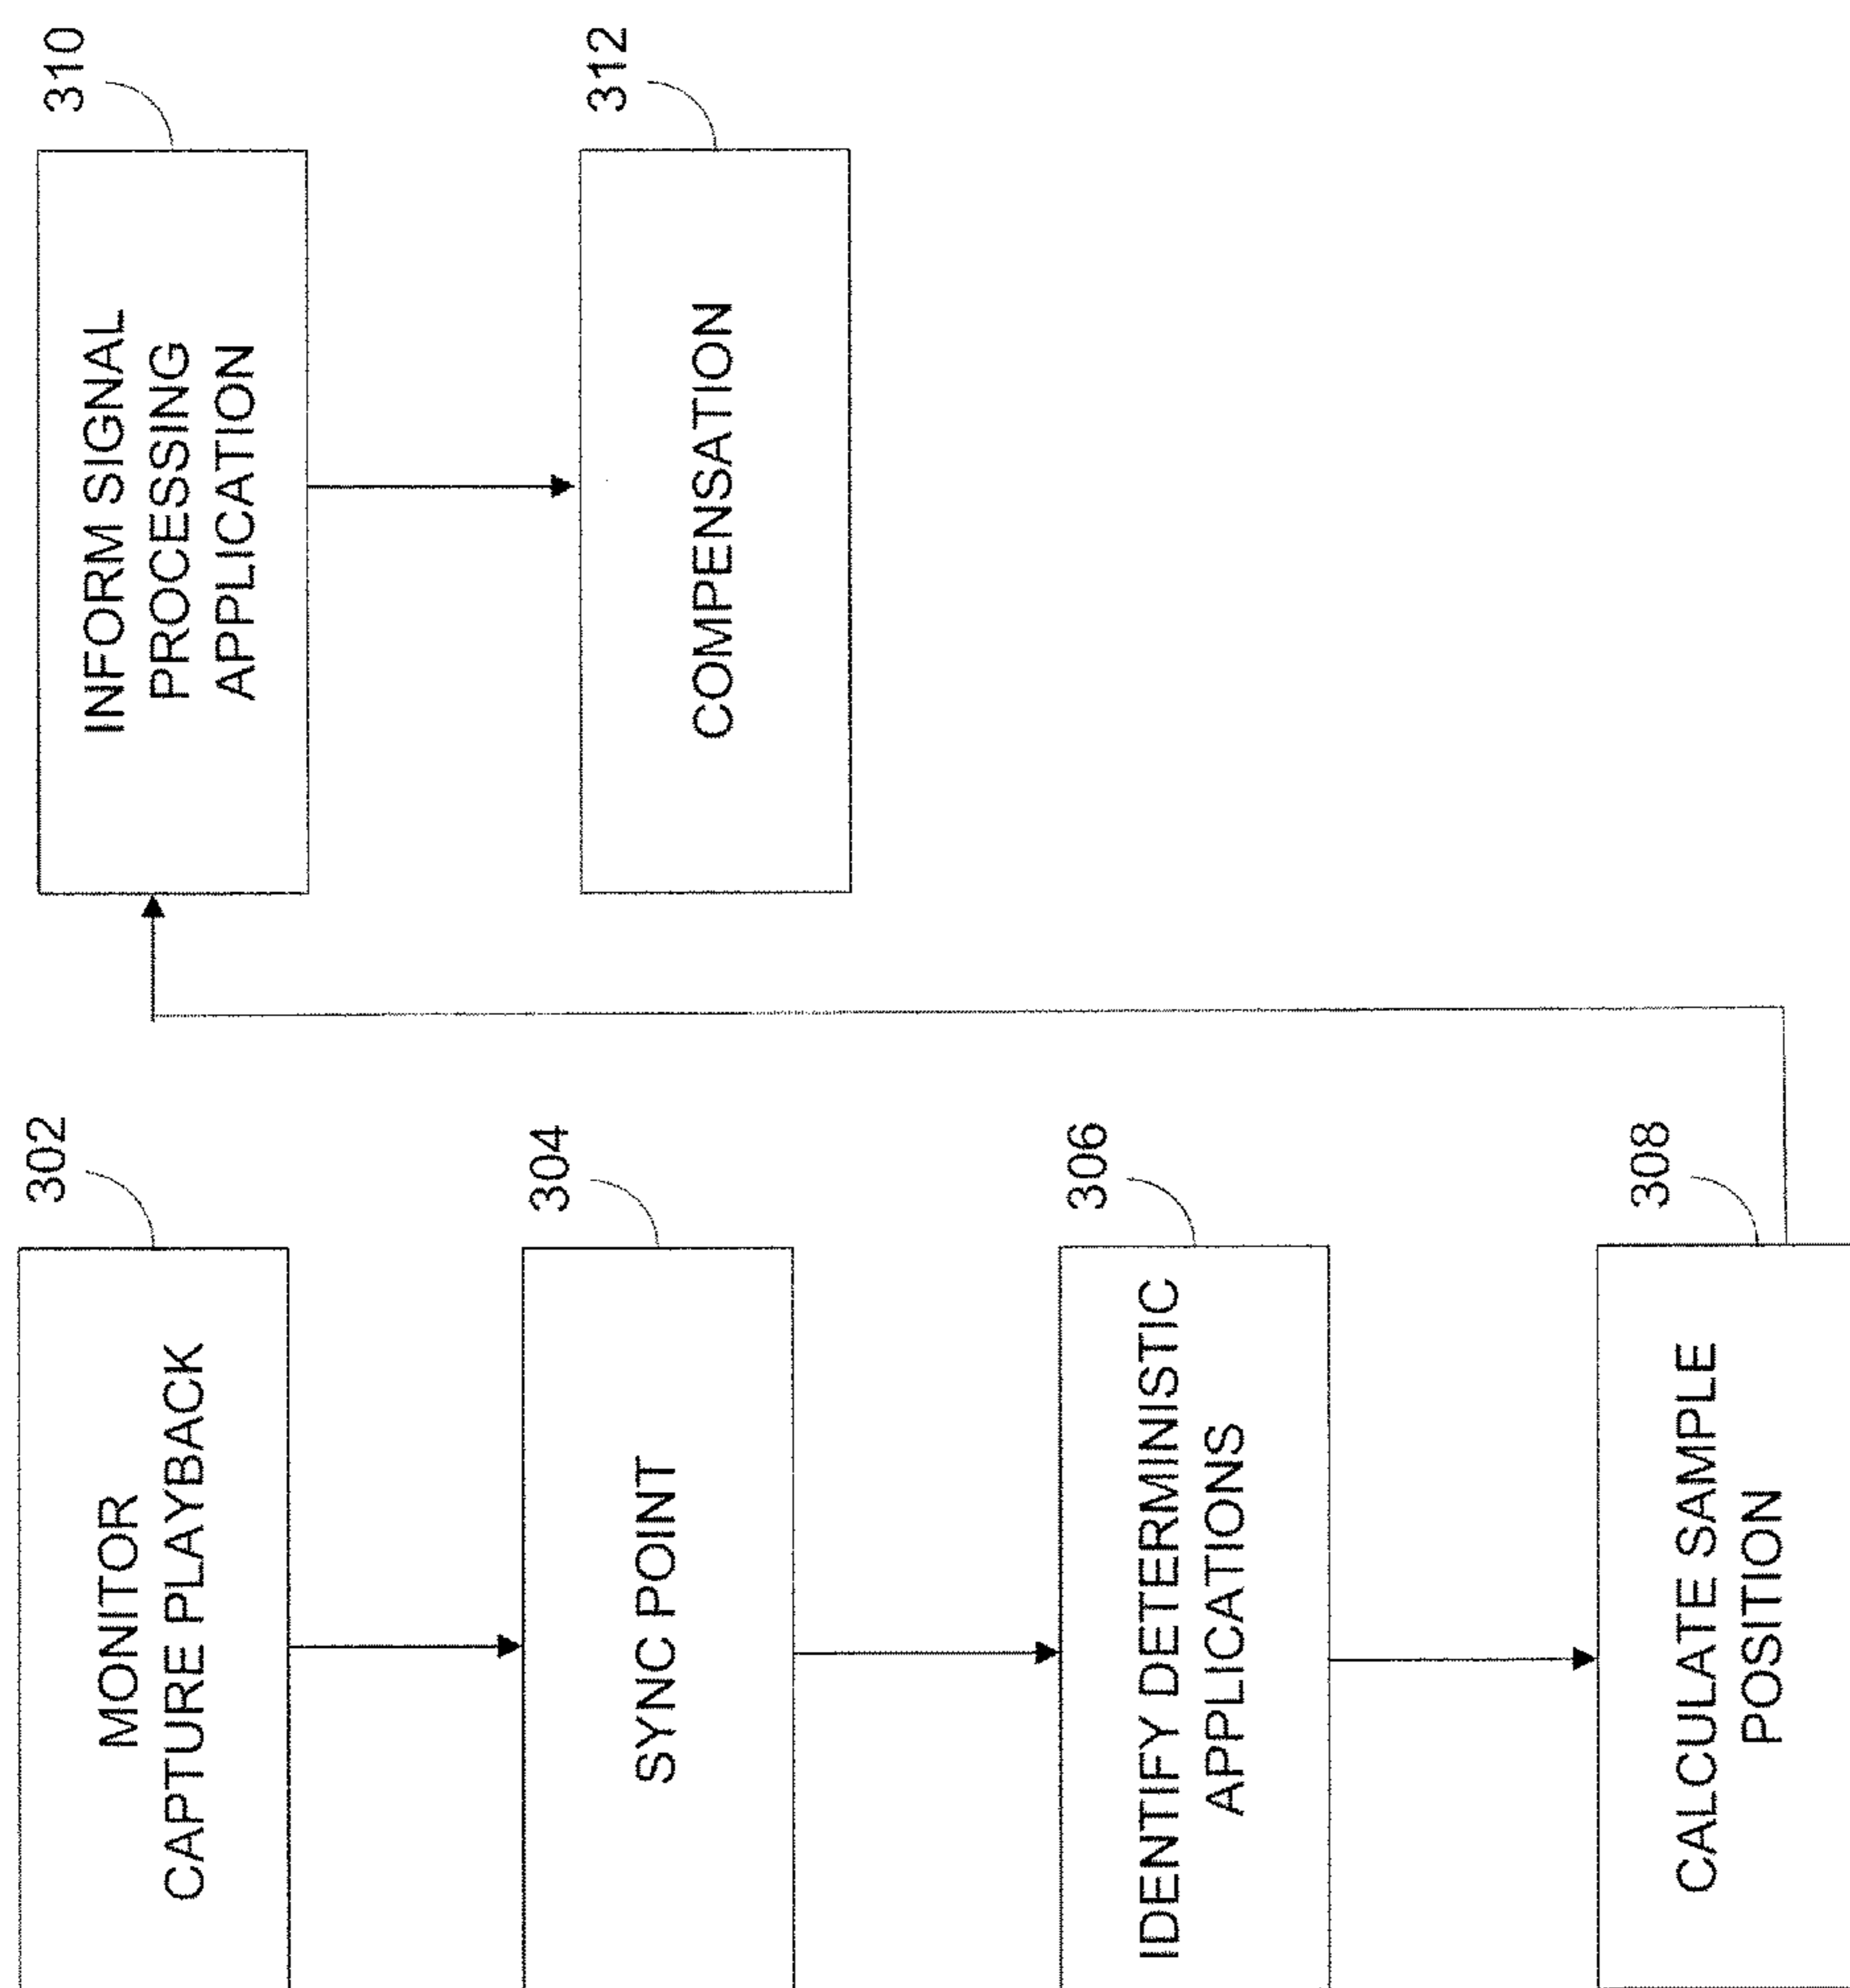 302
MONITOR
CAPTURE PLAYBACK
304
SYNC POINT
306
IDENTIFY DETERMINISTIC
APPLICATIONS
308
CALCULATE SAMPLE
POSITION
310
INFORM SIGNAL
PROCESSING
APPLICATION
312
COMPENSATION